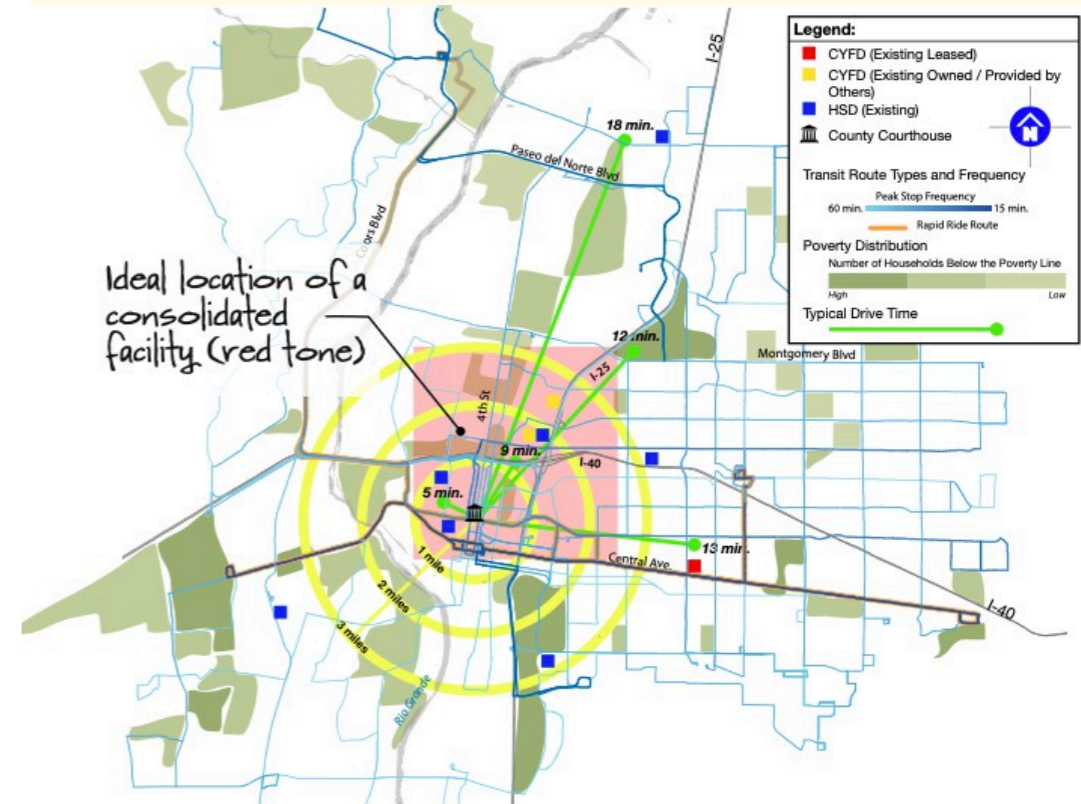 Legend:
CYFD (Existing Leased)
CYFD (Existing Owned / Provided by
Others)
HSD (Existing)
County Courthouse
Transit Route Types and Frequency
Peak Stop Frequency
60 min.
15 min.
Rapid Ride Route
Poverty Distribution
Number of Households Below the Poverty Line
High
Low
Typical Drive Time
I-25
18 min.
Paseo del Norte Blvd
Coors Blvd
Ideal location of a
consolidated
facility (red tone)
12 min.
Montgomery Blvd
I-25
4th St
9 min.
I-40
5 min.
13 min.
Central Ave.
1 mile
2 miles
3 miles
I-40
Rio Grande